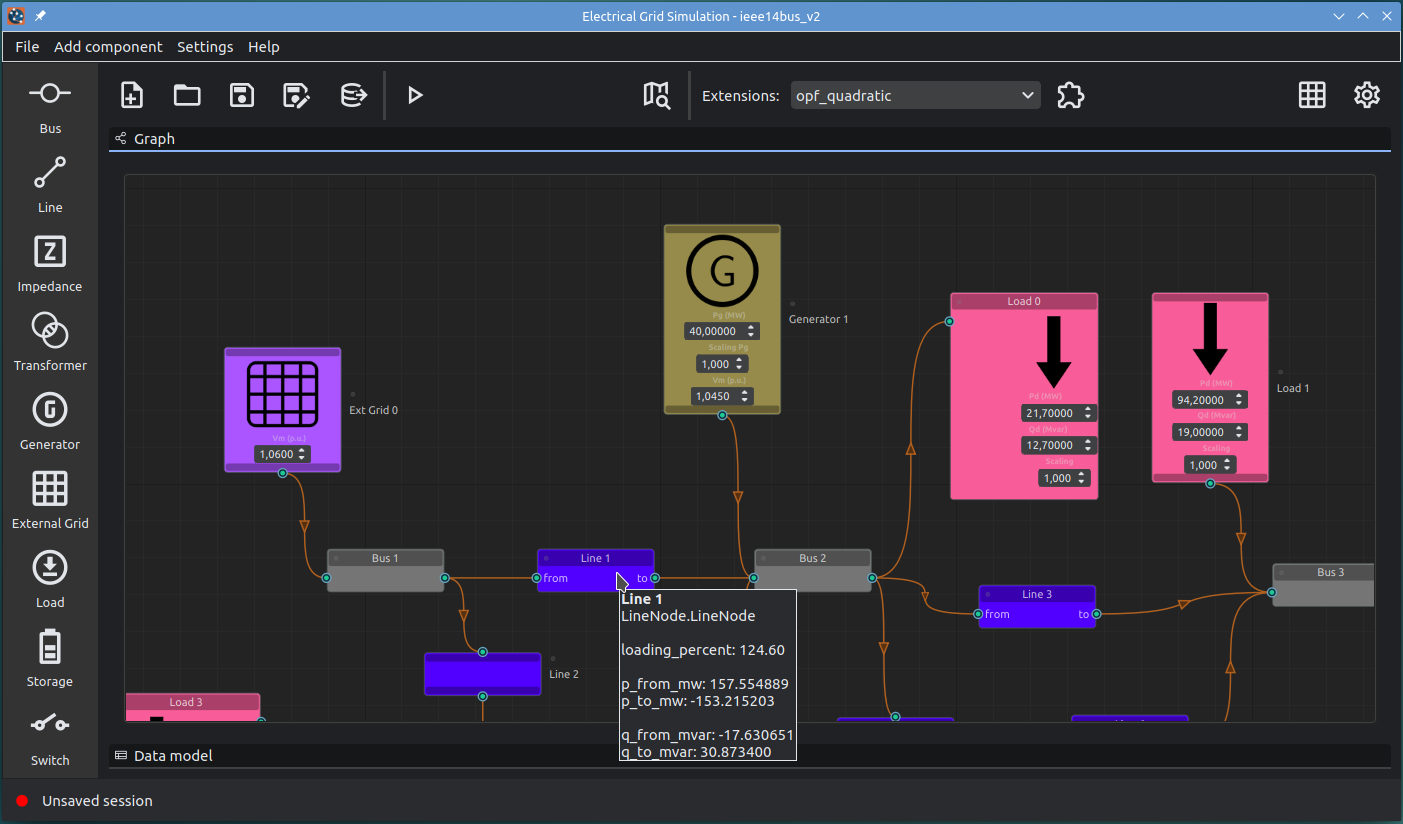 Electrical Grid Simulation - ieee14bus_v2
File Add component Settings Help
Extensions: opf_quadratic
Bus
Line
Z
Impedance
Transformer
G
Generator
External Grid
Load
Storage
Switch
Graph
G
Pg (MW)
40,00000
Scaling Pg
1,000
Vm (p.u.)
1,0450
Generator 1
Load 0
Pd (MW)
21,70000
Qd (Mvar)
12,70000
Scaling
1,000
Pd (MW)
94,20000
Qd (Mvar)
19,00000
Scaling
1,000
Load 1
Vm (p.u.)
1,0600
Ext Grid 0
Bus 1
Line 1
from to
Bus 2
Line 3
from to
Bus 3
Line 2
Load 3
Line 1
LineNode.LineNode
loading_percent: 124.60
p_from_mw: 157.554889
p_to_mw: -153.215203
q_from_mvar: -17.630651
q_to_mvar: 30.873400
Data model
Unsaved session